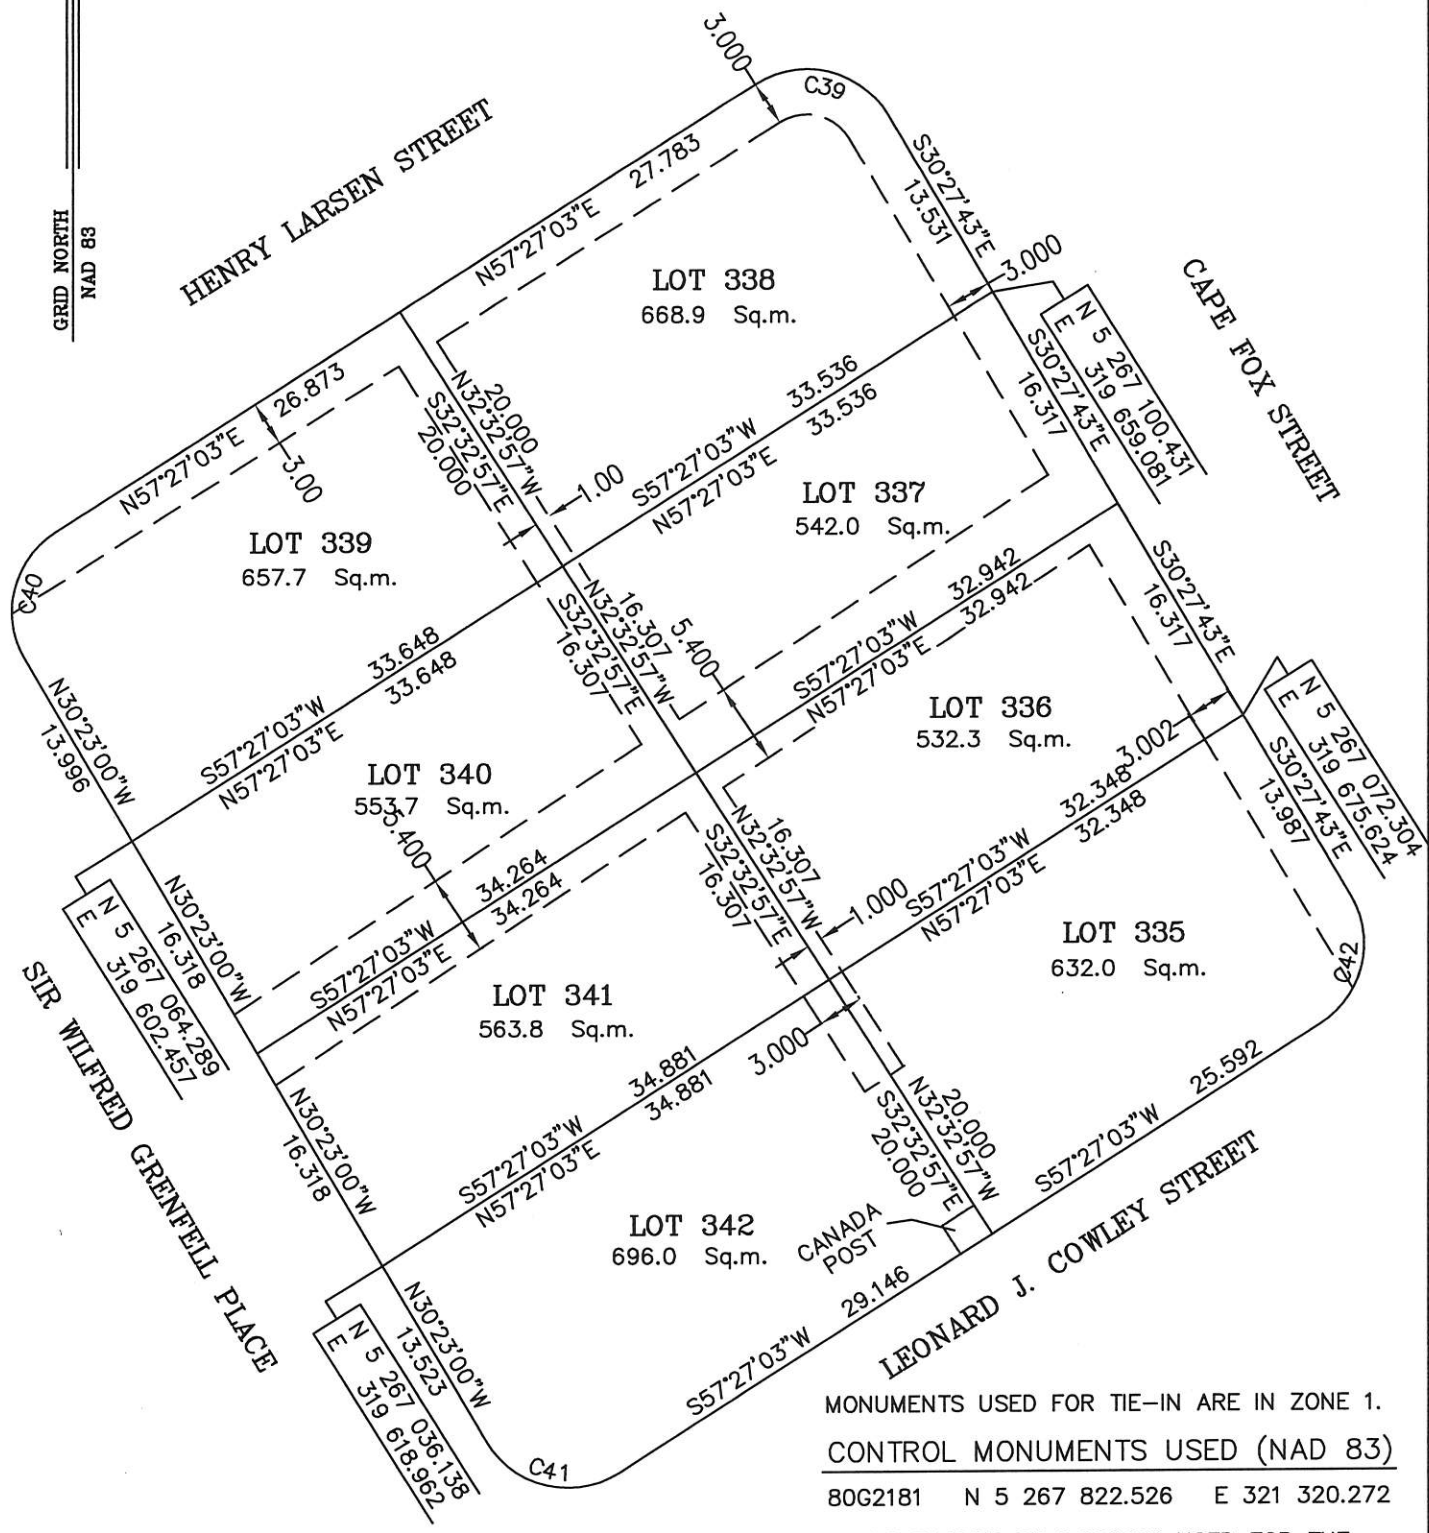 GRID NORTH
NAD 83
HENRY LARSEN STREET
3.000
C39
N57°27'03"E 27.783
S30°27'43"E
13.531
3.000
LOT 338
668.9 Sq.m.
CAPE FOX STREET
N 5 267 100.431
E 319 659.081
N57°27'03"E 26.873
3.00
N32°32'57"W
20.000
S32°32'57"E
20.000
S57°27'03"W 33.536
N57°27'03"E 33.536
S30°27'43"E
16.317
1.00
LOT 339
657.7 Sq.m.
C40
LOT 337
542.0 Sq.m.
S57°27'03"W 33.648
N57°27'03"E 33.648
N32°32'57"W
16.307
S32°32'57"E
16.307
5.400
S57°27'03"W 32.942
N57°27'03"E 32.942
S30°27'43"E
16.317
N30°23'00"W
13.996
LOT 340
553.7 Sq.m.
5.400
LOT 336
532.3 Sq.m.
3.002
N 5 267 072.304
E 319 675.624
S57°27'03"W 34.264
N57°27'03"E 34.264
N32°32'57"W
16.307
S32°32'57"E
16.307
1.000
S57°27'03"W 32.348
N57°27'03"E 32.348
S30°27'43"E
13.987
N30°23'00"W
16.318
N 5 267 064.289
E 319 602.457
SIR WILFRED GRENFELL PLACE
LOT 341
563.8 Sq.m.
LOT 335
632.0 Sq.m.
C42
3.000
S57°27'03"W 34.881
N57°27'03"E 34.881
N32°32'57"W
20.000
S32°32'57"E
20.000
S57°27'03"W 25.592
N30°23'00"W
16.318
LOT 342
696.0 Sq.m.
CANADA
POST
LEONARD J. COWLEY STREET
S57°27'03"W 29.146
N30°23'00"W
13.523
N 5 267 036.138
E 319 618.962
C41
MONUMENTS USED FOR TIE-IN ARE IN ZONE 1.
CONTROL MONUMENTS USED (NAD 83)
80G2181 N 5 267 822.526 E 321 320.272